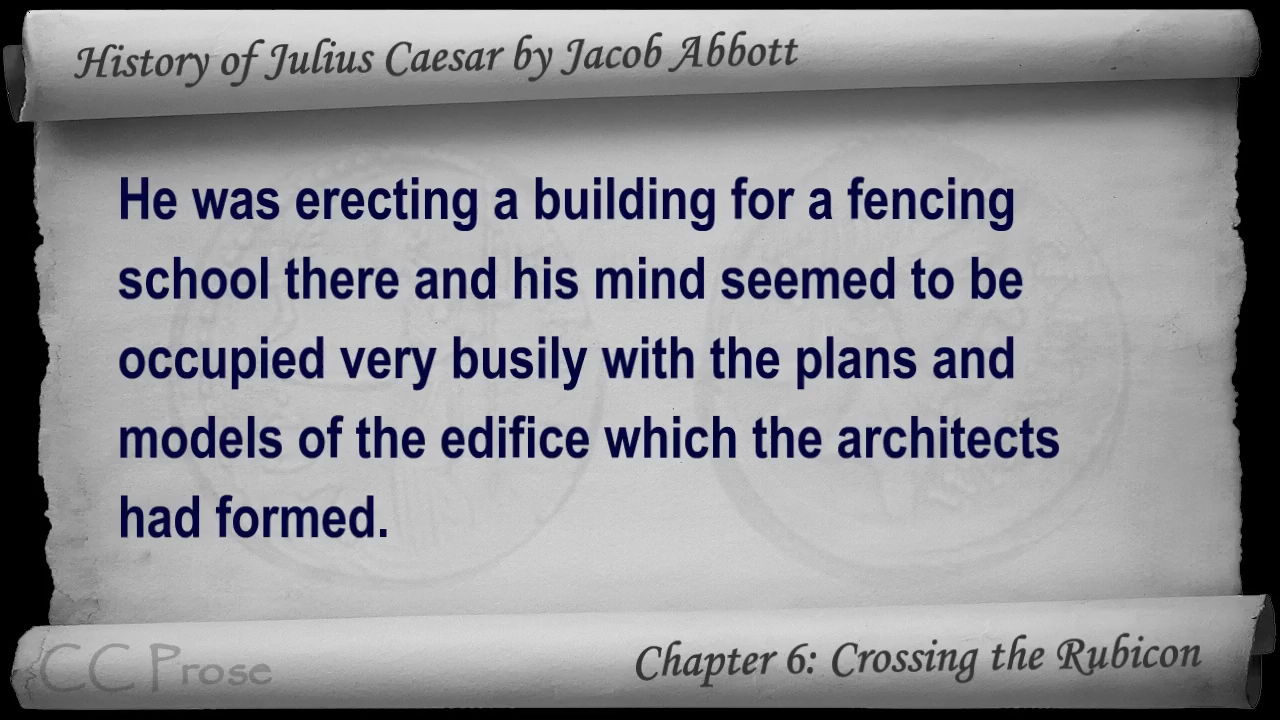 History of Julius Caesar by Jacob Abbott
He was erecting a building for a fencing
school there and his mind seemed to be
occupied very busily with the plans and
models of the edifice which the architects
had formed.
CC Prose
Chapter 6: Crossing the Rubicon